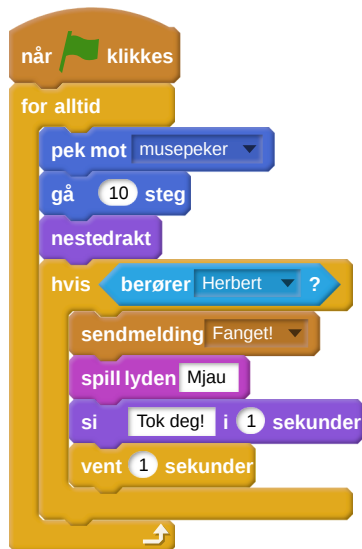 når klikkes
for alltid
pek mot musepeker
gå 10 steg
nestedrakt
hvis berører Herbert ?
sendmelding Fanget!
spill lyden Mjau
si Tok deg! i 1 sekunder
vent 1 sekunder